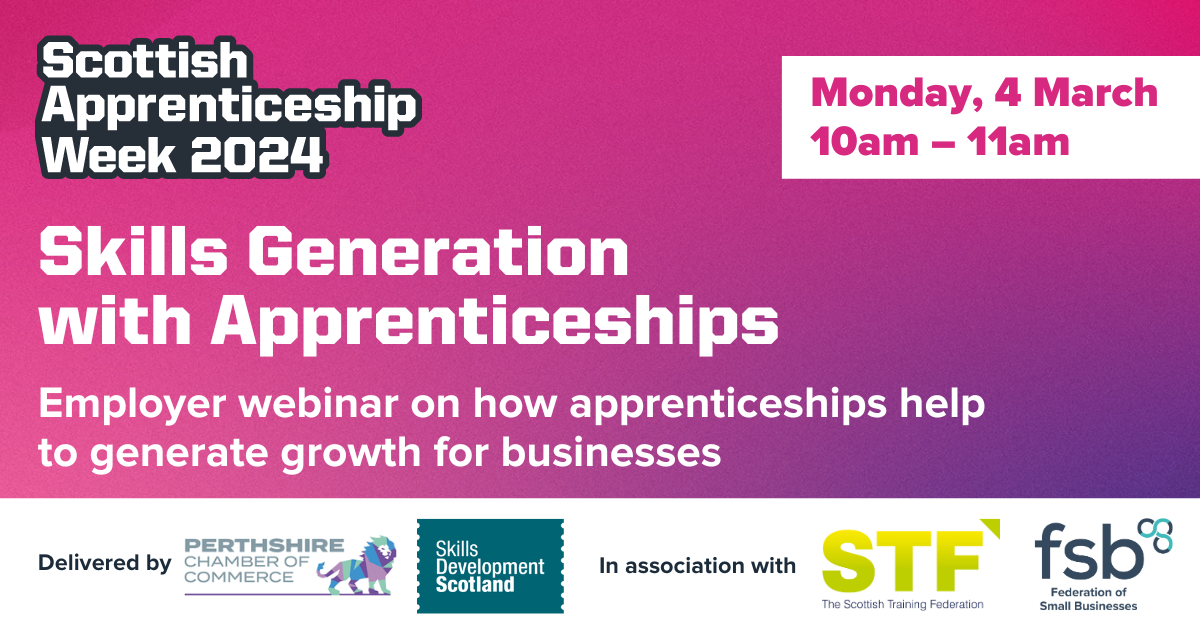 Scottish
Apprenticeship
Week 2024
Monday, 4 March
10am – 11am
Skills Generation
with Apprenticeships
Employer webinar on how apprenticeships help
to generate growth for businesses
Delivered by
PERTHSHIRE
CHAMBER OF
COMMERCE
Skills
Development
Scotland
In association with
STF
The Scottish Training Federation
fsb
Federation of
Small Businesses